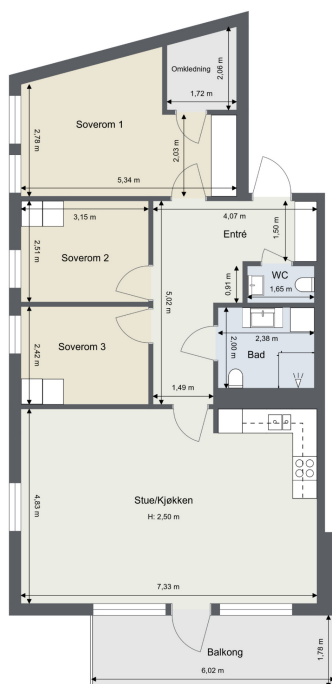 Omkledning
2,06 m
1,72 m
Soverom 1
2,78 m
2,03 m
5,34 m
3,15 m
4,07 m
1,50 m
Entré
2,51 m
Soverom 2
WC
0,91 m
1,65 m
5,02 m
Soverom 3
2,42 m
2,00 m
2,38 m
Bad
1,49 m
Stue/Kjøkken
H: 2,50 m
4,83 m
7,33 m
Balkong
1,78 m
6,02 m